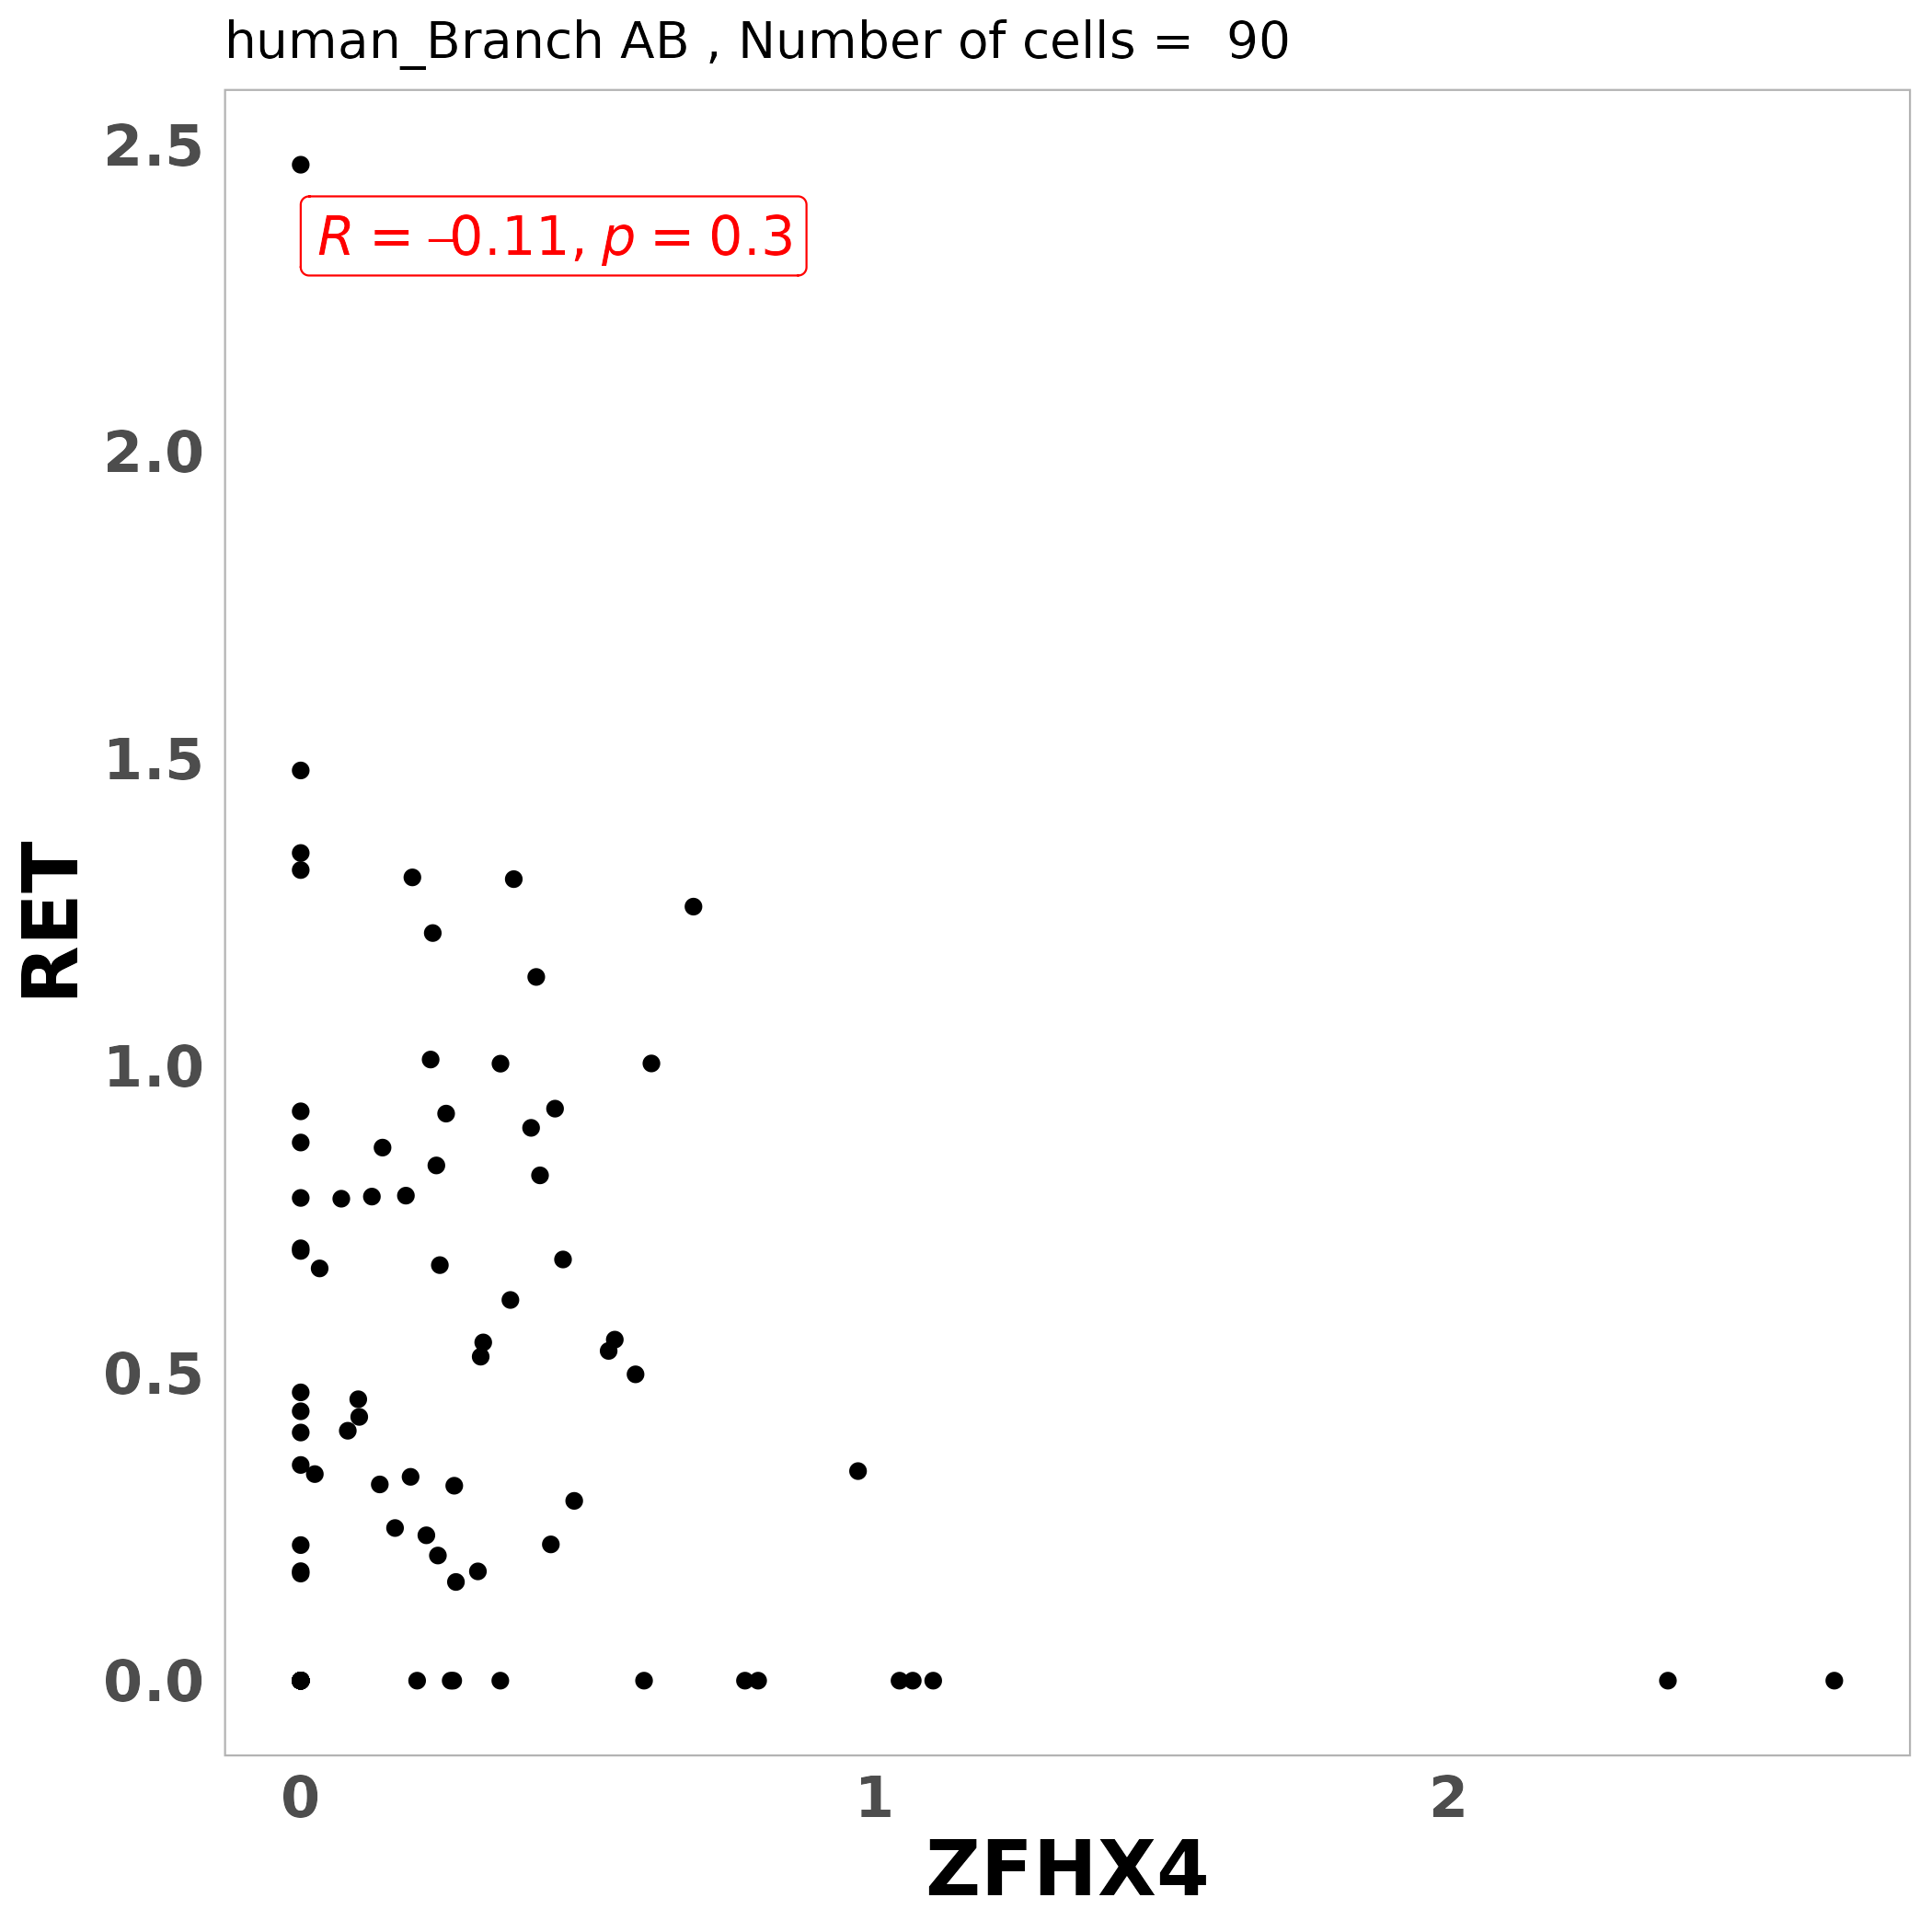 human_Branch AB , Number of cells =  90
2.5
R = –0.11, p = 0.3
2.0
1.5
RET
1.0
0.5
0.0
0 1 2
ZFHX4